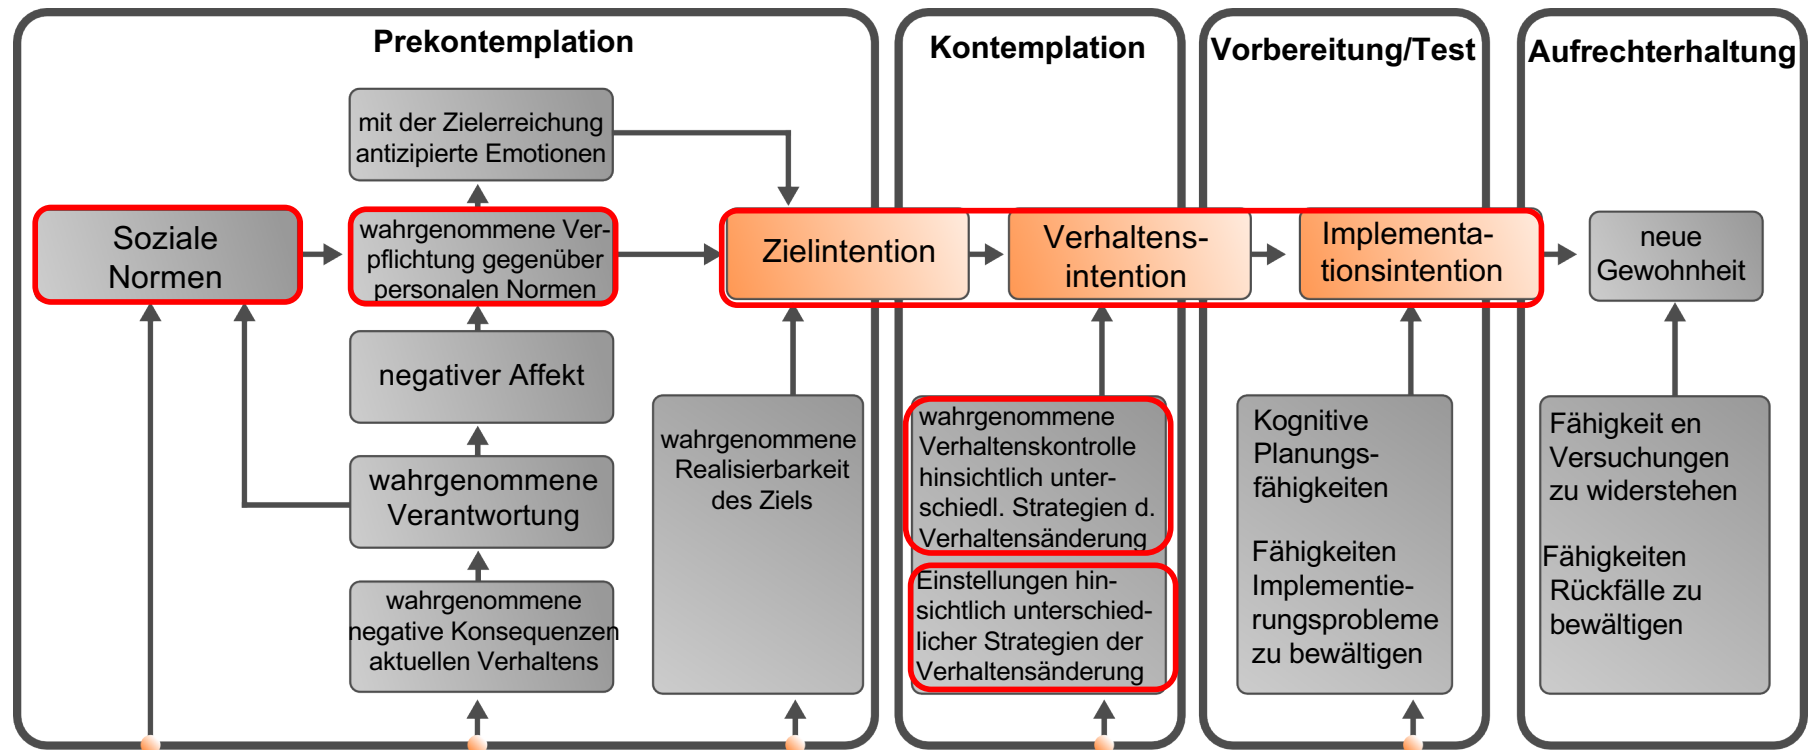 Prekontemplation
Kontemplation
Vorbereitung/Test
Aufrechterhaltung
mit der Zielerreichung
antizipierte Emotionen
Soziale
Normen
wahrgenommene Ver-
pflichtung gegenüber
personalen Normen
Zielintention
Verhaltens-
intention
Implementa-
tionsintention
neue
Gewohnheit
negativer Affekt
wahrgenommene
Verantwortung
wahrgenommene
negative Konsequenzen
aktuellen Verhaltens
wahrgenommene
Realisierbarkeit
des Ziels
wahrgenommene
Verhaltenskontrolle
hinsichtlich unter-
schiedl. Strategien d.
Verhaltensänderung
Einstellungen hin-
sichtlich unterschied-
licher Strategien der
Verhaltensänderung
Kognitive
Planungs-
fähigkeiten
Fähigkeiten
Implementie-
rungsprobleme
zu bewältigen
Fähigkeit en
Versuchungen
zu widerstehen
Fähigkeiten
Rückfälle zu
bewältigen